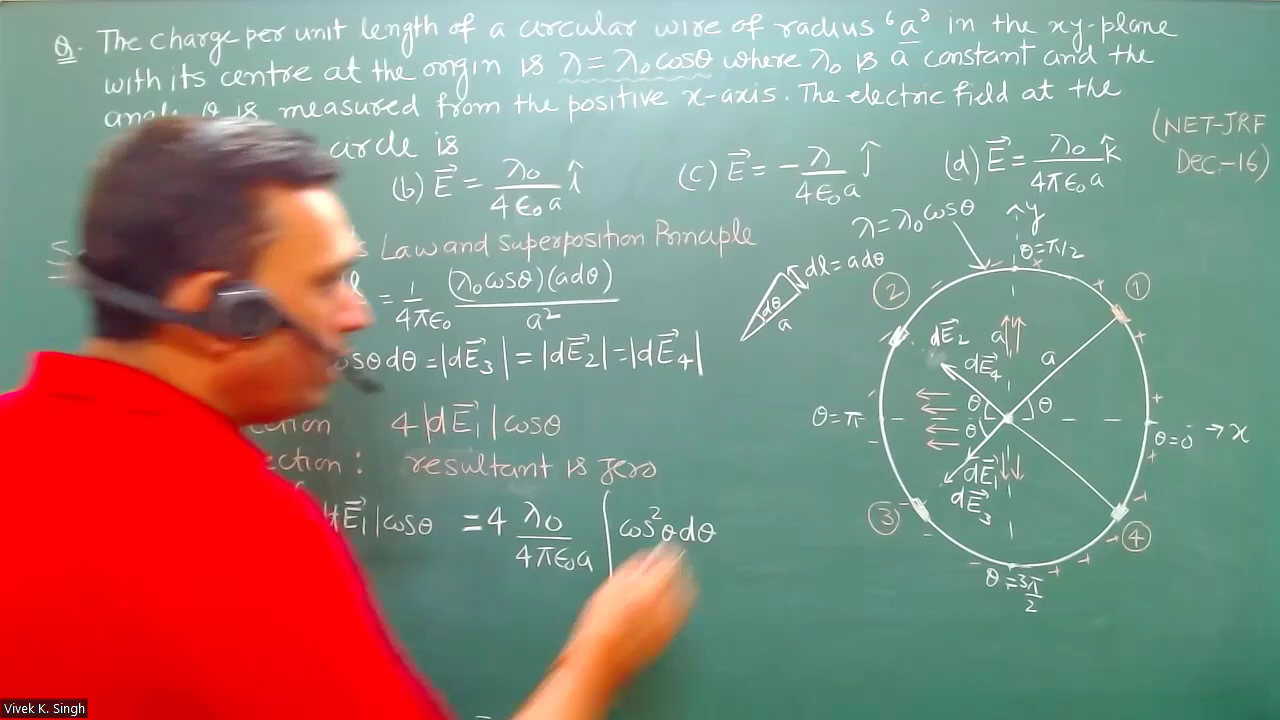 Q. The charge per unit length of a circular wire of radius 'a' in the xy-plane
with its centre at the origin is λ = λ₀cosθ where λ₀ is a constant and the
angle θ is measured from the positive x-axis. The electric field at the
circle is
(NET-JRF
Dec.-16)
(b) E⃗ = λ₀/4ε₀a î (c) E⃗ = -λ/4ε₀a ĵ (d) E⃗ = λ₀/4πε₀a k̂
Law and Superposition Principle
= 1/4πε₀ (λ₀cosθ)(adθ)/a²
osθdθ = |dE⃗₃| = |dE⃗₂| = |dE⃗₄|
4|dE⃗₁|cosθ
ection : resultant is zero
dE⃗₁|cosθ = 4 λ₀/4πε₀a ∫cos²θdθ
dl = adθ
dθ
a
λ = λ₀cosθ
y
θ=π/2
①
②
dE⃗₂
a
a
dE⃗₄
θ
θ
θ=π
θ
θ=0 → x
dE⃗₁
dE⃗₃
③
④
θ = 3π/2
Vivek K. Singh